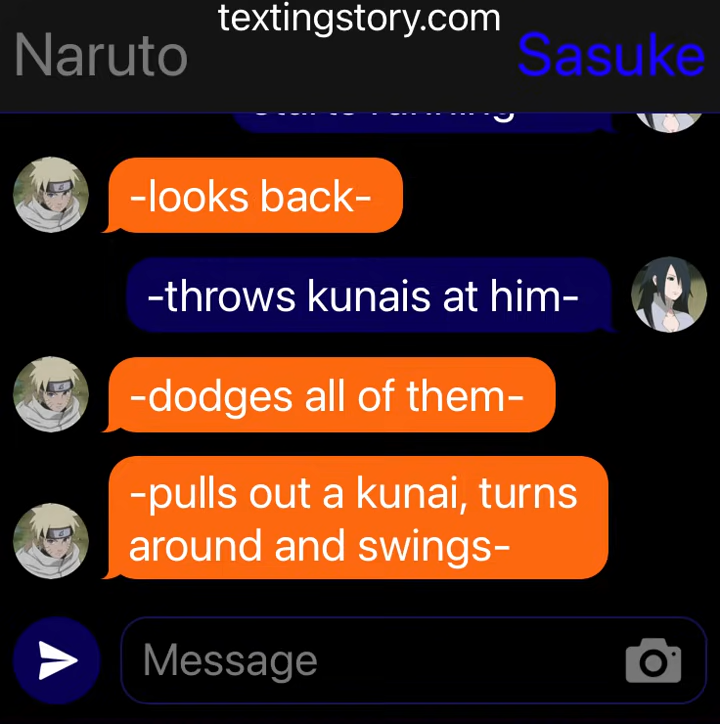 textingstory.com
Naruto
Sasuke
-looks back-
-throws kunais at him-
-dodges all of them-
-pulls out a kunai, turns
around and swings-
Message